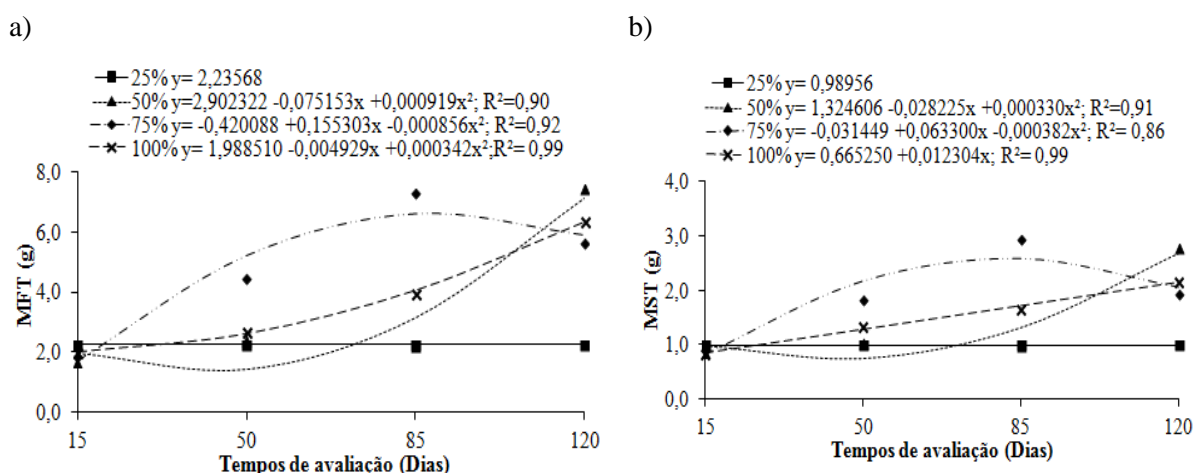 a)
25% y= 2,23568
50% y=2,902322 -0,075153x +0,000919x²; R²=0,90
75% y= -0,420088 +0,155303x -0,000856x²; R²=0,92
100% y= 1,988510 -0,004929x +0,000342x²;R²= 0,99
8,0
6,0
4,0
2,0
0,0
MFT (g)
15
50
85
120
Tempos de avaliação (Dias)
b)
25% y= 0,98956
50% y= 1,324606 -0,028225x +0,000330x²; R²=0,91
75% y= -0,031449 +0,063300x -0,000382x²; R²= 0,86
100% y= 0,665250 +0,012304x; R²= 0,99
4,0
3,0
2,0
1,0
0,0
MST (g)
15
50
85
120
Tempos de avaliação (Dias)